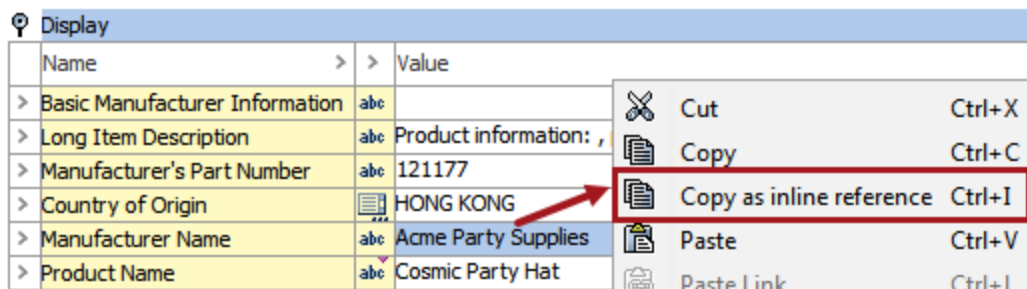 Display
Name > > Value
> Basic Manufacturer Information abc
> Long Item Description abc Product information: ,
> Manufacturer's Part Number abc 121177
> Country of Origin HONG KONG
> Manufacturer Name abc Acme Party Supplies
> Product Name abc Cosmic Party Hat
Cut Ctrl+X
Copy Ctrl+C
Copy as inline reference Ctrl+I
Paste Ctrl+V
Paste Link